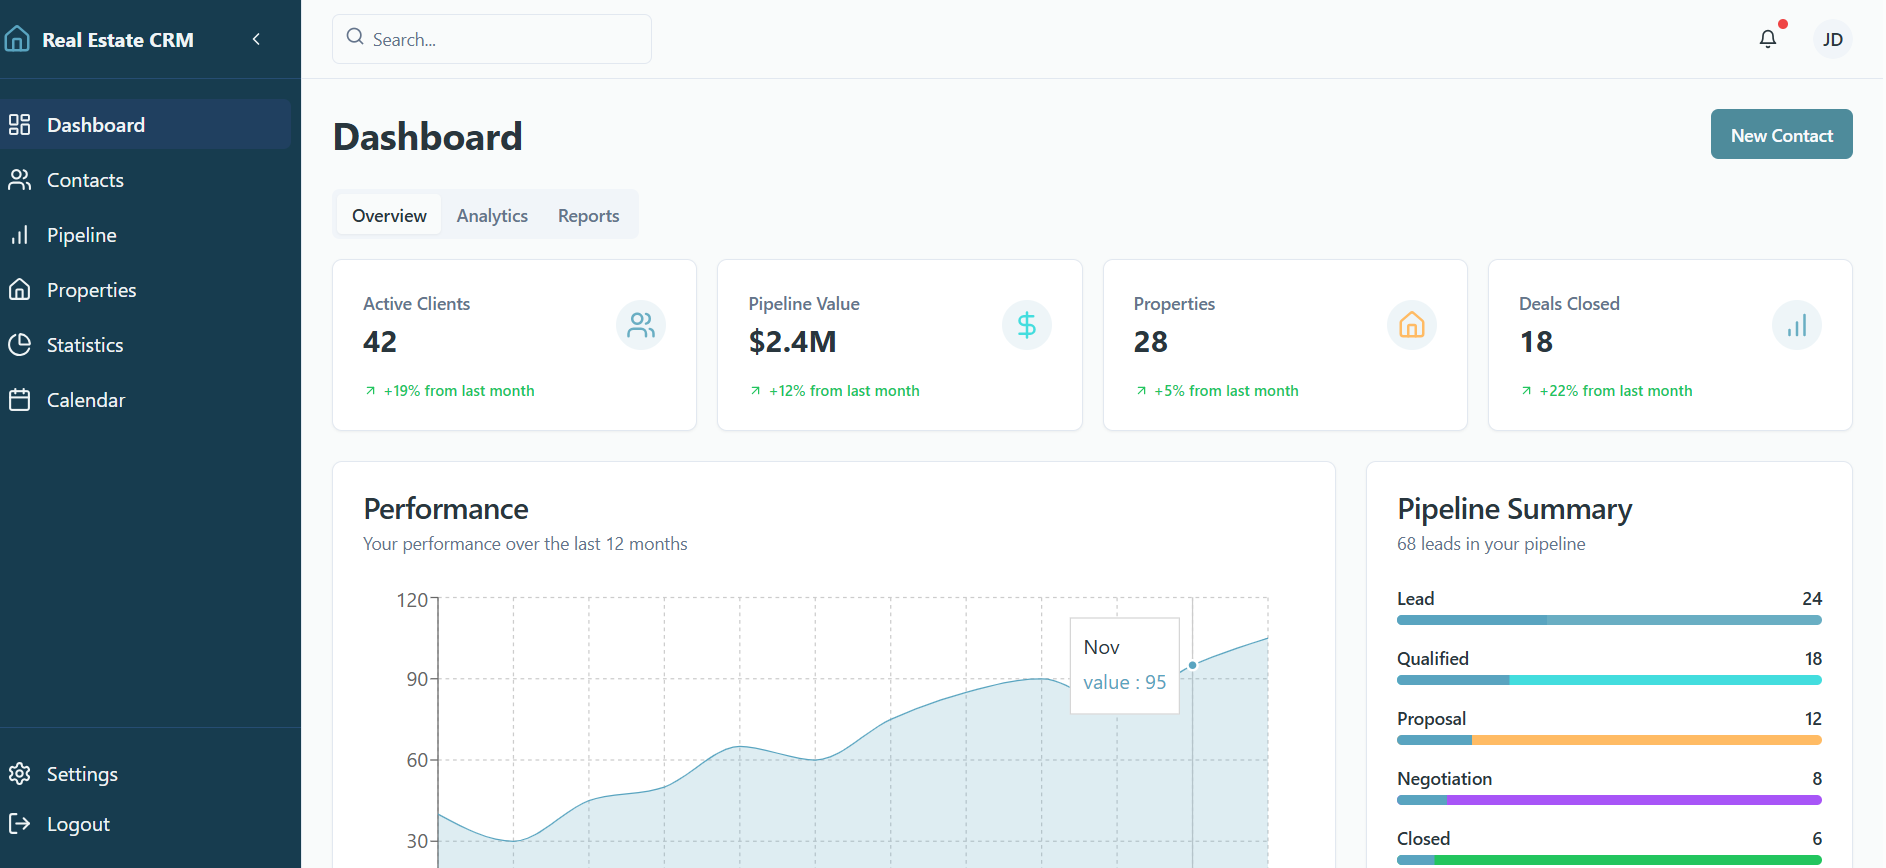 Real Estate CRM
Search...
JD
Dashboard
Contacts
Pipeline
Properties
Statistics
Calendar
Settings
Logout
Dashboard
New Contact
Overview Analytics Reports
Active Clients
42
+19% from last month
Pipeline Value
$2.4M
+12% from last month
Properties
28
+5% from last month
Deals Closed
18
+22% from last month
Performance
Your performance over the last 12 months
120
90
60
30
Nov
value : 95
Pipeline Summary
68 leads in your pipeline
Lead 24
Qualified 18
Proposal 12
Negotiation 8
Closed 6